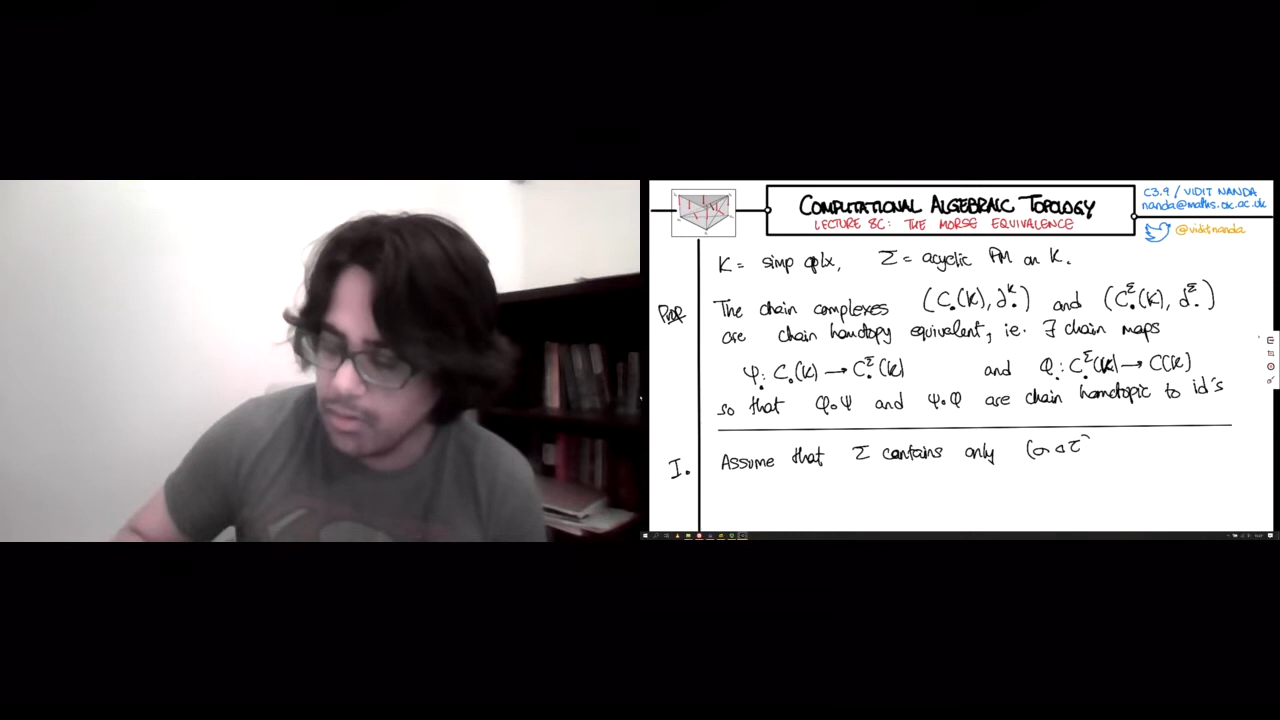 COMPUTATIONAL ALGEBRAIC TOPOLOGY
LECTURE 8C: THE MORSE EQUIVALENCE
C3.9 / VIDIT NANDA
nanda@maths.ox.ac.uk
@viditnanda
K = simp cplx, Σ = acyclic PM on K.
Prop The chain complexes (C•(K), ∂•ᴷ) and (C•^Σ(K), d•^Σ)
are chain homotopy equivalent, ie. ∃ chain maps
Ψ•: C•(K) → C•^Σ(K) and φ•: C•^Σ(K) → C(K)
so that φ∘Ψ and Ψ∘φ are chain homotopic to id's
I. Assume that Σ contains only (σ ◁ τ)